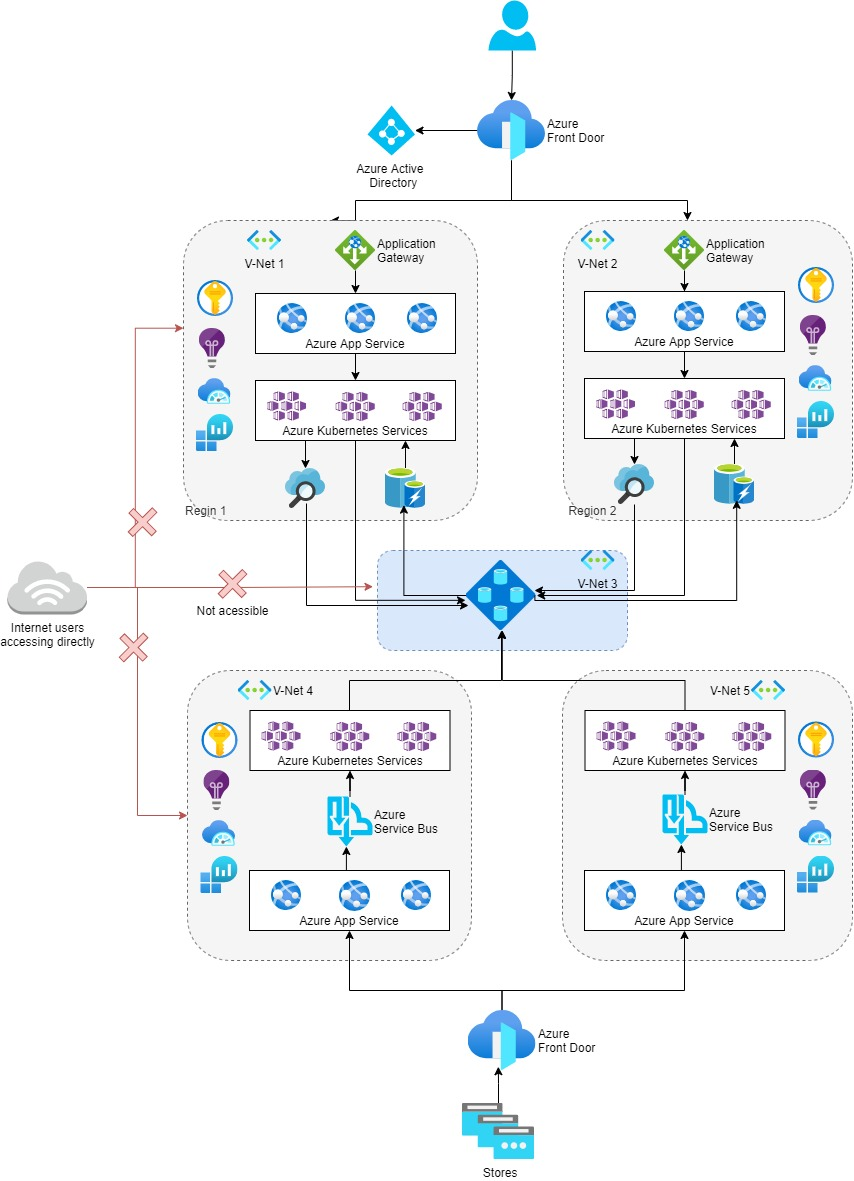 Azure
Front Door
Azure Active
Directory
V-Net 1
Application
Gateway
Azure App Service
Azure Kubernetes Services
Regin 1
V-Net 2
Application
Gateway
Azure App Service
Azure Kubernetes Services
Region 2
V-Net 3
Not acessible
Internet users
accessing directly
V-Net 4
Azure Kubernetes Services
Azure
Service Bus
Azure App Service
V-Net 5
Azure Kubernetes Services
Azure
Service Bus
Azure App Service
Azure
Front Door
Stores